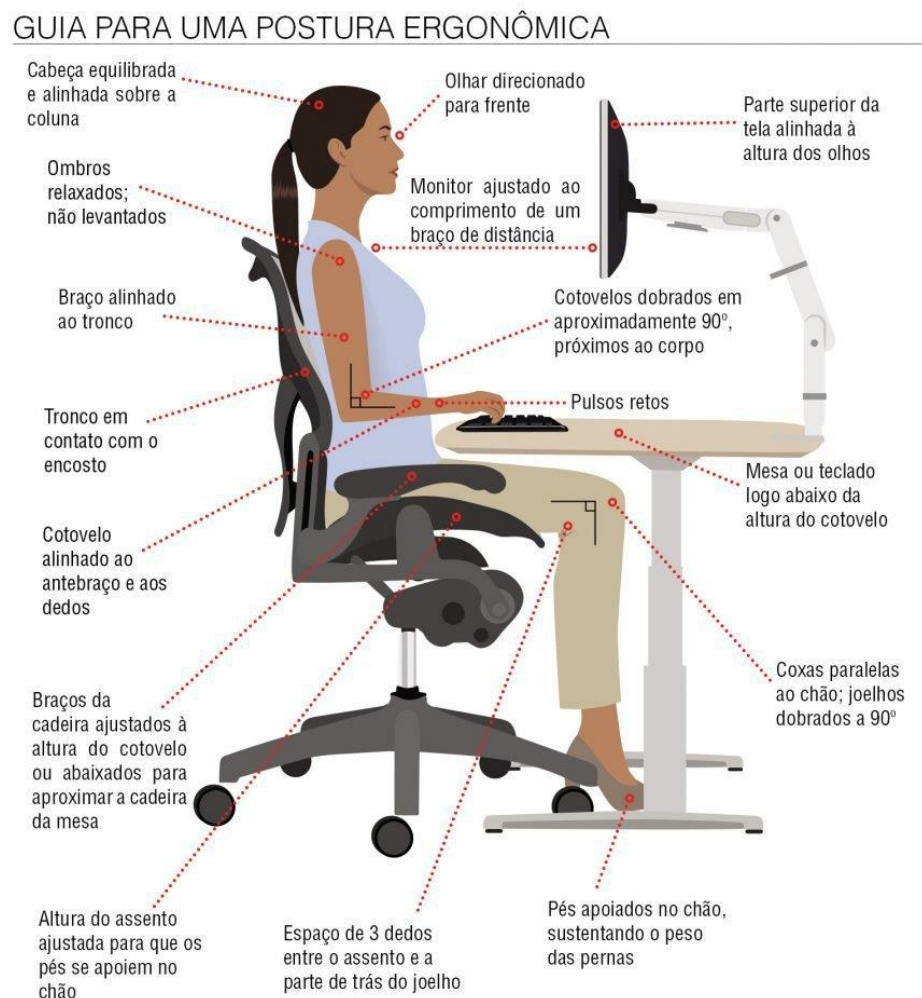 GUIA PARA UMA POSTURA ERGONÔMICA
Cabeça equilibrada
e alinhada sobre a
coluna
Olhar direcionado
para frente
Parte superior da
tela alinhada à
altura dos olhos
Ombros
relaxados;
não levantados
Monitor ajustado ao
comprimento de um
braço de distância
Braço alinhado
ao tronco
Cotovelos dobrados em
aproximadamente 90º,
próximos ao corpo
Tronco em
contato com o
encosto
Pulsos retos
Mesa ou teclado
logo abaixo da
altura do cotovelo
Cotovelo
alinhado ao
antebraço e aos
dedos
Coxas paralelas
ao chão; joelhos
dobrados a 90º
Braços da
cadeira ajustados à
altura do cotovelo
ou abaixados para
aproximar a cadeira
da mesa
Altura do assento
ajustada para que os
pés se apoiem no
chão
Espaço de 3 dedos
entre o assento e a
parte de trás do joelho
Pés apoiados no chão,
sustentando o peso
das pernas